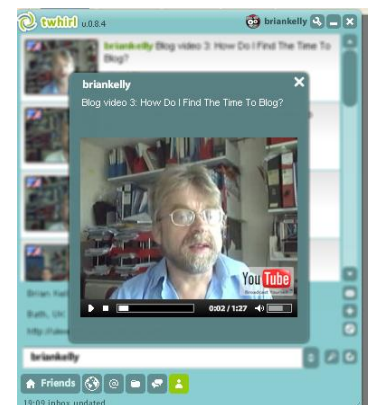 twhirl v.0.8.4
briankelly
briankelly Blog video 3: How Do I Find The Time To
Blog?
briankelly
Blog video 3: How Do I Find The Time To Blog?
YouTube
Broadcast Yourself
0:02 / 1:27
Bath, UK
briankelly
Friends
@
19:09 inbox updated